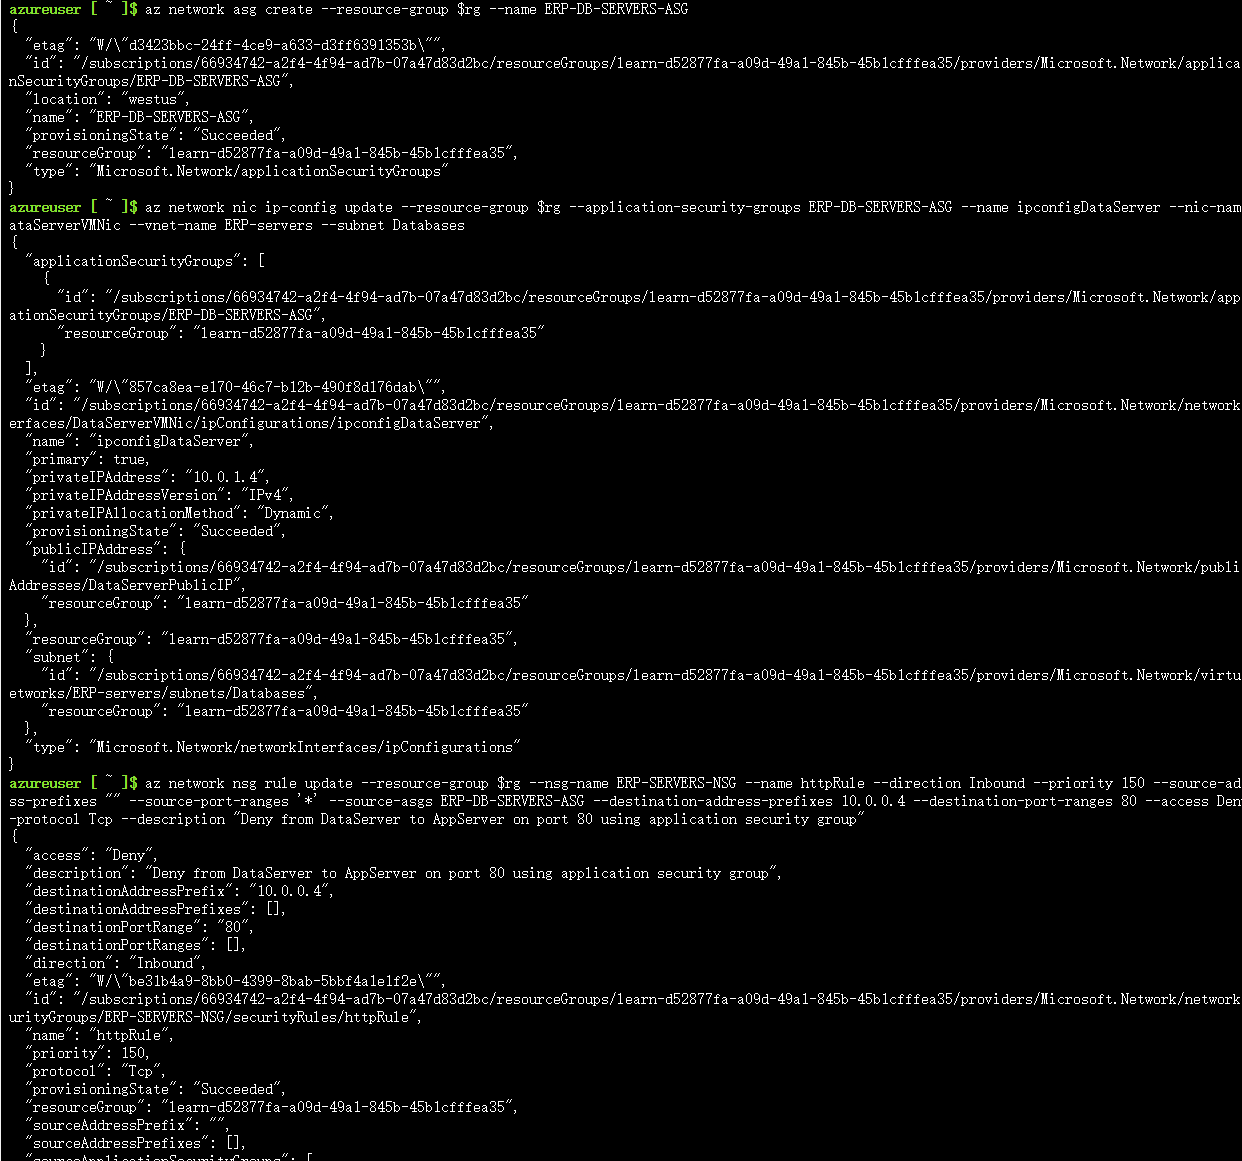 azureuser [ ~ ]$ az network asg create --resource-group $rg --name ERP-DB-SERVERS-ASG
{
  "etag": "W/\"d3423bbc-24ff-4ce9-a633-d3ff6391353b\"",
  "id": "/subscriptions/66934742-a2f4-4f94-ad7b-07a47d83d2bc/resourceGroups/learn-d52877fa-a09d-49a1-845b-45b1cfffea35/providers/Microsoft.Network/applica
nSecurityGroups/ERP-DB-SERVERS-ASG",
  "location": "westus",
  "name": "ERP-DB-SERVERS-ASG",
  "provisioningState": "Succeeded",
  "resourceGroup": "learn-d52877fa-a09d-49a1-845b-45b1cfffea35",
  "type": "Microsoft.Network/applicationSecurityGroups"
}
azureuser [ ~ ]$ az network nic ip-config update --resource-group $rg --application-security-groups ERP-DB-SERVERS-ASG --name ipconfigDataServer --nic-nam
ataServerVMNic --vnet-name ERP-servers --subnet Databases
{
  "applicationSecurityGroups": [
    {
      "id": "/subscriptions/66934742-a2f4-4f94-ad7b-07a47d83d2bc/resourceGroups/learn-d52877fa-a09d-49a1-845b-45b1cfffea35/providers/Microsoft.Network/app
ationSecurityGroups/ERP-DB-SERVERS-ASG",
      "resourceGroup": "learn-d52877fa-a09d-49a1-845b-45b1cfffea35"
    }
  ],
  "etag": "W/\"857ca8ea-e170-46c7-b12b-490f8d176dab\"",
  "id": "/subscriptions/66934742-a2f4-4f94-ad7b-07a47d83d2bc/resourceGroups/learn-d52877fa-a09d-49a1-845b-45b1cfffea35/providers/Microsoft.Network/network
erfaces/DataServerVMNic/ipConfigurations/ipconfigDataServer",
  "name": "ipconfigDataServer",
  "primary": true,
  "privateIPAddress": "10.0.1.4",
  "privateIPAddressVersion": "IPv4",
  "privateIPAllocationMethod": "Dynamic",
  "provisioningState": "Succeeded",
  "publicIPAddress": {
    "id": "/subscriptions/66934742-a2f4-4f94-ad7b-07a47d83d2bc/resourceGroups/learn-d52877fa-a09d-49a1-845b-45b1cfffea35/providers/Microsoft.Network/publi
Addresses/DataServerPublicIP",
    "resourceGroup": "learn-d52877fa-a09d-49a1-845b-45b1cfffea35"
  },
  "resourceGroup": "learn-d52877fa-a09d-49a1-845b-45b1cfffea35",
  "subnet": {
    "id": "/subscriptions/66934742-a2f4-4f94-ad7b-07a47d83d2bc/resourceGroups/learn-d52877fa-a09d-49a1-845b-45b1cfffea35/providers/Microsoft.Network/virtu
etworks/ERP-servers/subnets/Databases",
    "resourceGroup": "learn-d52877fa-a09d-49a1-845b-45b1cfffea35"
  },
  "type": "Microsoft.Network/networkInterfaces/ipConfigurations"
}
azureuser [ ~ ]$ az network nsg rule update --resource-group $rg --nsg-name ERP-SERVERS-NSG --name httpRule --direction Inbound --priority 150 --source-ad
ss-prefixes "" --source-port-ranges '*' --source-asgs ERP-DB-SERVERS-ASG --destination-address-prefixes 10.0.0.4 --destination-port-ranges 80 --access Den
-protocol Tcp --description "Deny from DataServer to AppServer on port 80 using application security group"
{
  "access": "Deny",
  "description": "Deny from DataServer to AppServer on port 80 using application security group",
  "destinationAddressPrefix": "10.0.0.4",
  "destinationAddressPrefixes": [],
  "destinationPortRange": "80",
  "destinationPortRanges": [],
  "direction": "Inbound",
  "etag": "W/\"be31b4a9-8bb0-4399-8bab-5bbf4a1e1f2e\"",
  "id": "/subscriptions/66934742-a2f4-4f94-ad7b-07a47d83d2bc/resourceGroups/learn-d52877fa-a09d-49a1-845b-45b1cfffea35/providers/Microsoft.Network/network
urityGroups/ERP-SERVERS-NSG/securityRules/httpRule",
  "name": "httpRule",
  "priority": 150,
  "protocol": "Tcp",
  "provisioningState": "Succeeded",
  "resourceGroup": "learn-d52877fa-a09d-49a1-845b-45b1cfffea35",
  "sourceAddressPrefix": "",
  "sourceAddressPrefixes": [],
  "sourceApplicationSecurityGroups": [